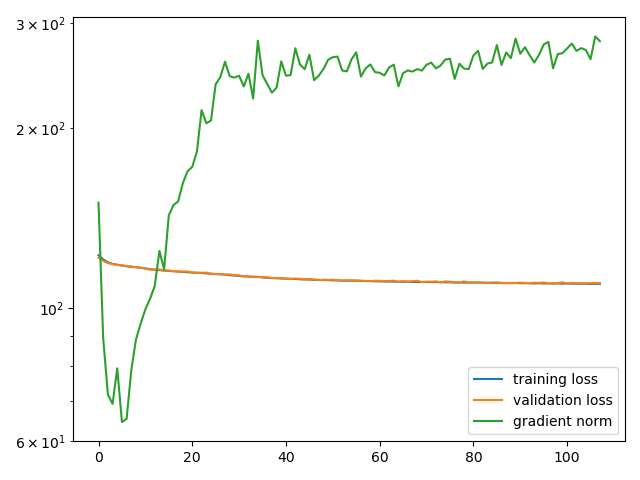 3 × 10²
2 × 10²
10²
6 × 10¹
0
20
40
60
80
100
training loss
validation loss
gradient norm